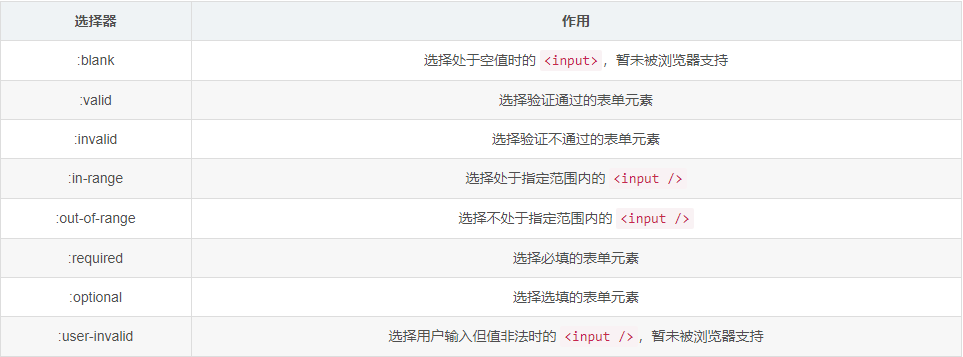 选择器 作用
:blank 选择处于空值时的 <input>，暂未被浏览器支持
:valid 选择验证通过的表单元素
:invalid 选择验证不通过的表单元素
:in-range 选择处于指定范围内的 <input />
:out-of-range 选择不处于指定范围内的 <input />
:required 选择必填的表单元素
:optional 选择选填的表单元素
:user-invalid 选择用户输入但值非法时的 <input />，暂未被浏览器支持